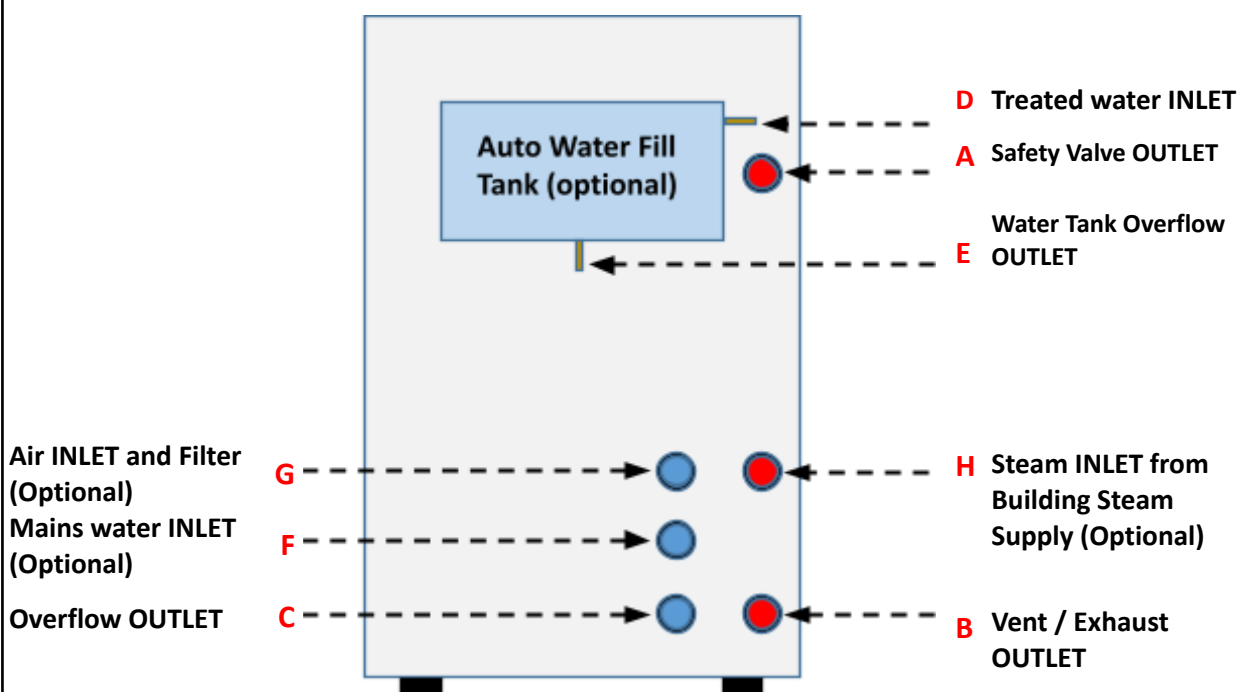 Auto Water Fill
Tank (optional)
D Treated water INLET
A Safety Valve OUTLET
Water Tank Overflow
E OUTLET
Air INLET and Filter
(Optional)
G
Mains water INLET
(Optional)
F
Overflow OUTLET C
H Steam INLET from
Building Steam
Supply (Optional)
B Vent / Exhaust
OUTLET